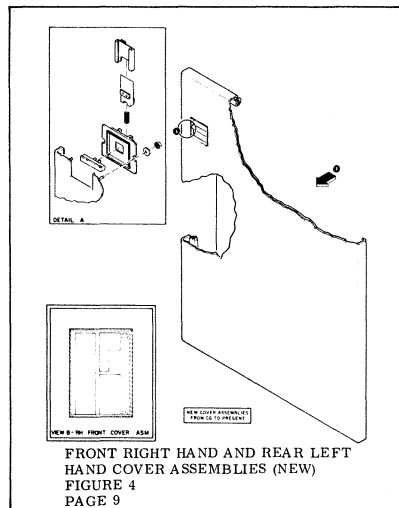 DETAIL A
NEW COVER ASSEMBLIES
FROM C6 TO PRESENT
VIEW B-RH FRONT COVER ASM
FRONT RIGHT HAND AND REAR LEFT
HAND COVER ASSEMBLIES (NEW)
FIGURE 4
PAGE 9